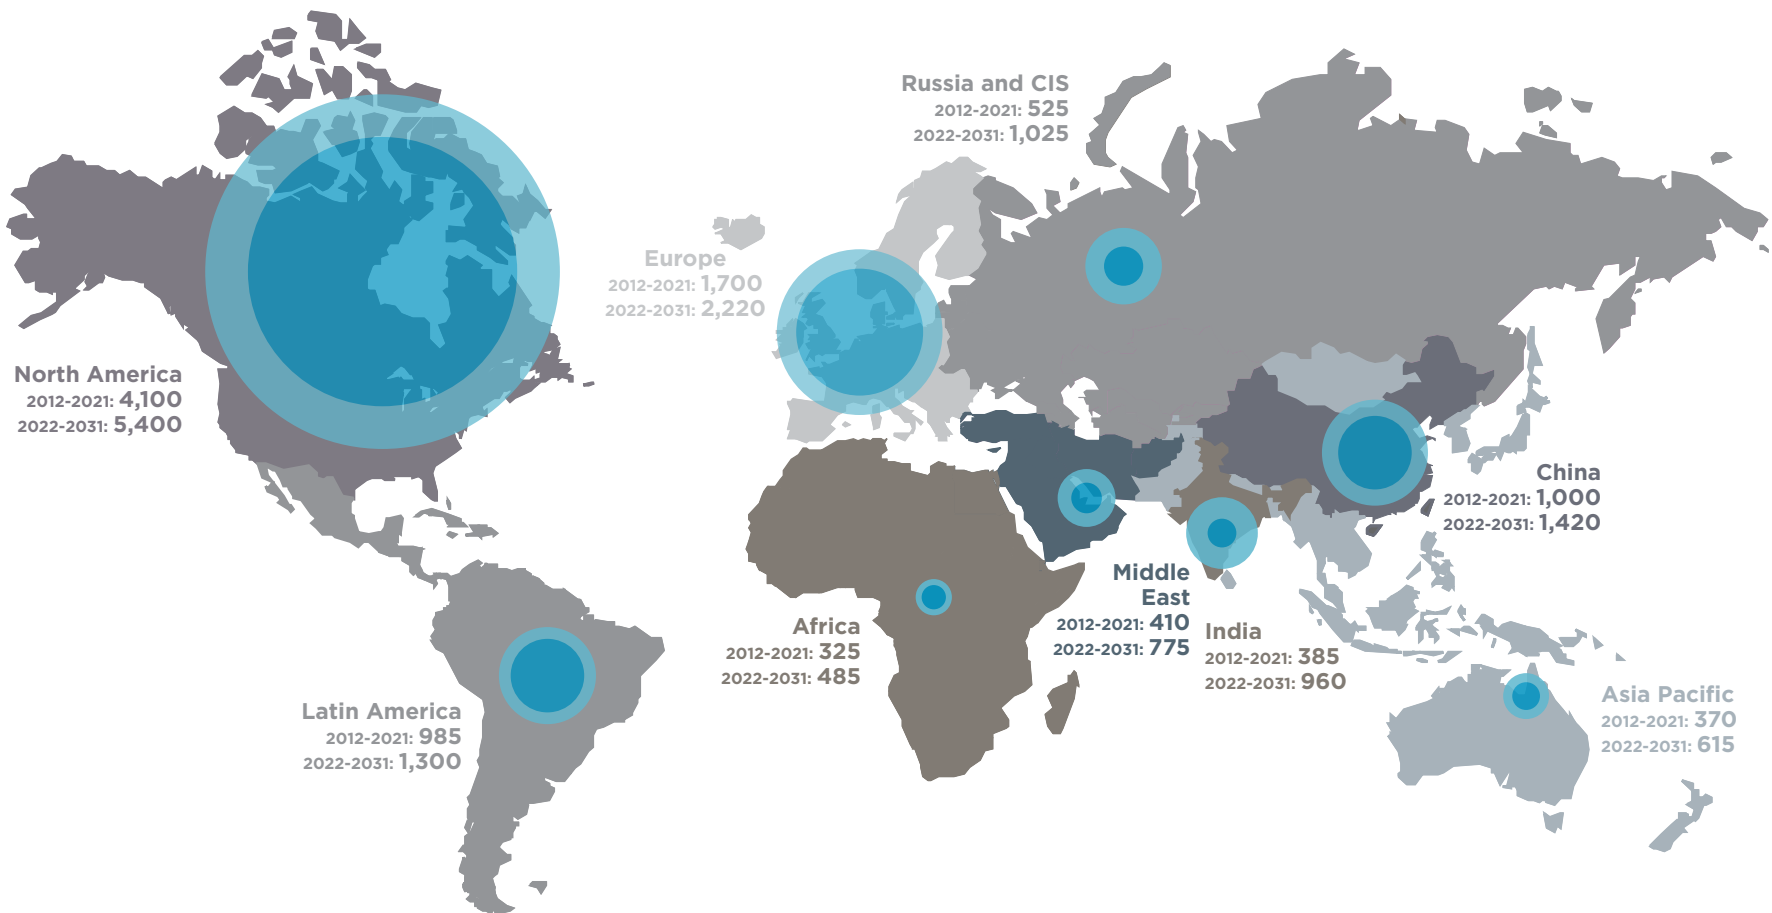 Russia and CIS
2012-2021: 525
2022-2031: 1,025
Europe
2012-2021: 1,700
2022-2031: 2,220
North America
2012-2021: 4,100
2022-2031: 5,400
China
2012-2021: 1,000
2022-2031: 1,420
Middle
East
2012-2021: 410
2022-2031: 775
Africa
2012-2021: 325
2022-2031: 485
India
2012-2021: 385
2022-2031: 960
Latin America
2012-2021: 985
2022-2031: 1,300
Asia Pacific
2012-2021: 370
2022-2031: 615